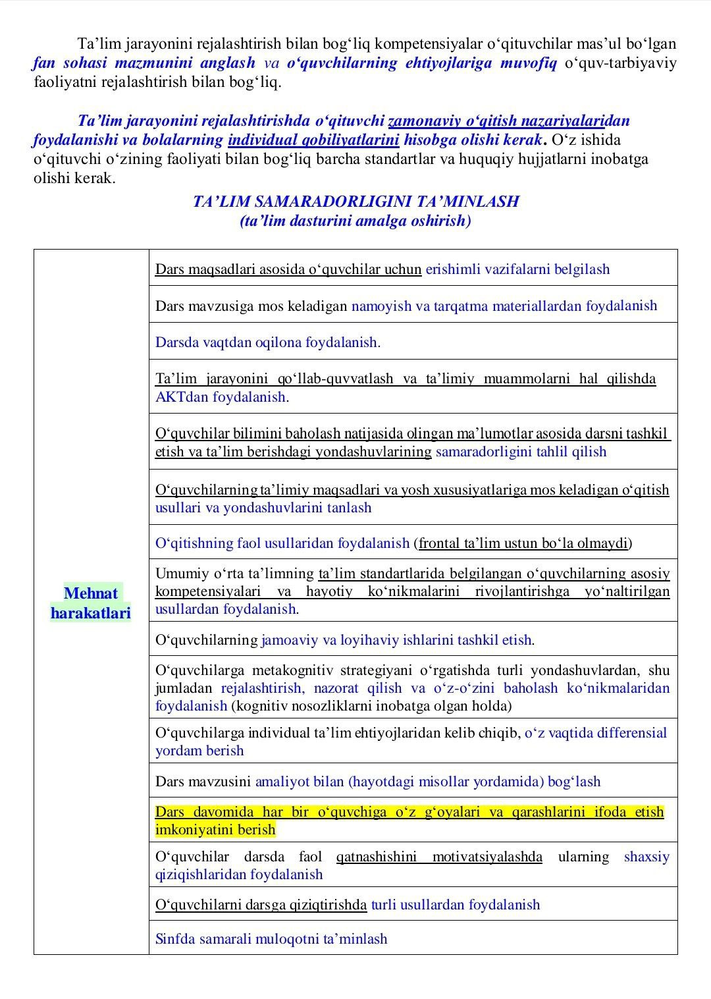 Ta’lim jarayonini rejalashtirish bilan bog‘liq kompetensiyalar o‘qituvchilar mas’ul bo‘lgan
fan sohasi mazmunini anglash va o‘quvchilarning ehtiyojlariga muvofiq o‘quv-tarbiyaviy
faoliyatni rejalashtirish bilan bog‘liq.
Ta’lim jarayonini rejalashtirishda o‘qituvchi zamonaviy o‘qitish nazariyalaridan
foydalanishi va bolalarning individual qobiliyatlarini hisobga olishi kerak. O‘z ishida
o‘qituvchi o‘zining faoliyati bilan bog‘liq barcha standartlar va huquqiy hujjatlarni inobatga
olishi kerak.
TA’LIM SAMARADORLIGINI TA’MINLASH
(ta’lim dasturini amalga oshirish)
Mehnat
harakatlari
Dars maqsadlari asosida o‘quvchilar uchun erishimli vazifalarni belgilash
Dars mavzusiga mos keladigan namoyish va tarqatma materiallardan foydalanish
Darsda vaqtdan oqilona foydalanish.
Ta’lim jarayonini qo‘llab-quvvatlash va ta’limiy muammolarni hal qilishda
AKTdan foydalanish.
O‘quvchilar bilimini baholash natijasida olingan ma’lumotlar asosida darsni tashkil
etish va ta’lim berishdagi yondashuvlarining samaradorligini tahlil qilish
O‘quvchilarning ta’limiy maqsadlari va yosh xususiyatlariga mos keladigan o‘qitish
usullari va yondashuvlarini tanlash
O‘qitishning faol usullaridan foydalanish (frontal ta’lim ustun bo‘la olmaydi)
Umumiy o‘rta ta’limning ta’lim standartlarida belgilangan o‘quvchilarning asosiy
kompetensiyalari va hayotiy ko‘nikmalarini rivojlantirishga yo‘naltirilgan
usullardan foydalanish.
O‘quvchilarning jamoaviy va loyihaviy ishlarini tashkil etish.
O‘quvchilarga metakognitiv strategiyani o‘rgatishda turli yondashuvlardan, shu
jumladan rejalashtirish, nazorat qilish va o‘z-o‘zini baholash ko‘nikmalaridan
foydalanish (kognitiv nosozliklarni inobatga olgan holda)
O‘quvchilarga individual ta’lim ehtiyojlaridan kelib chiqib, o‘z vaqtida differensial
yordam berish
Dars mavzusini amaliyot bilan (hayotdagi misollar yordamida) bog‘lash
Dars davomida har bir o‘quvchiga o‘z g‘oyalari va qarashlarini ifoda etish
imkoniyatini berish
O‘quvchilar darsda faol qatnashishini motivatsiyalashda ularning shaxsiy
qiziqishlaridan foydalanish
O‘quvchilarni darsga qiziqtirishda turli usullardan foydalanish
Sinfda samarali muloqotni ta’minlash